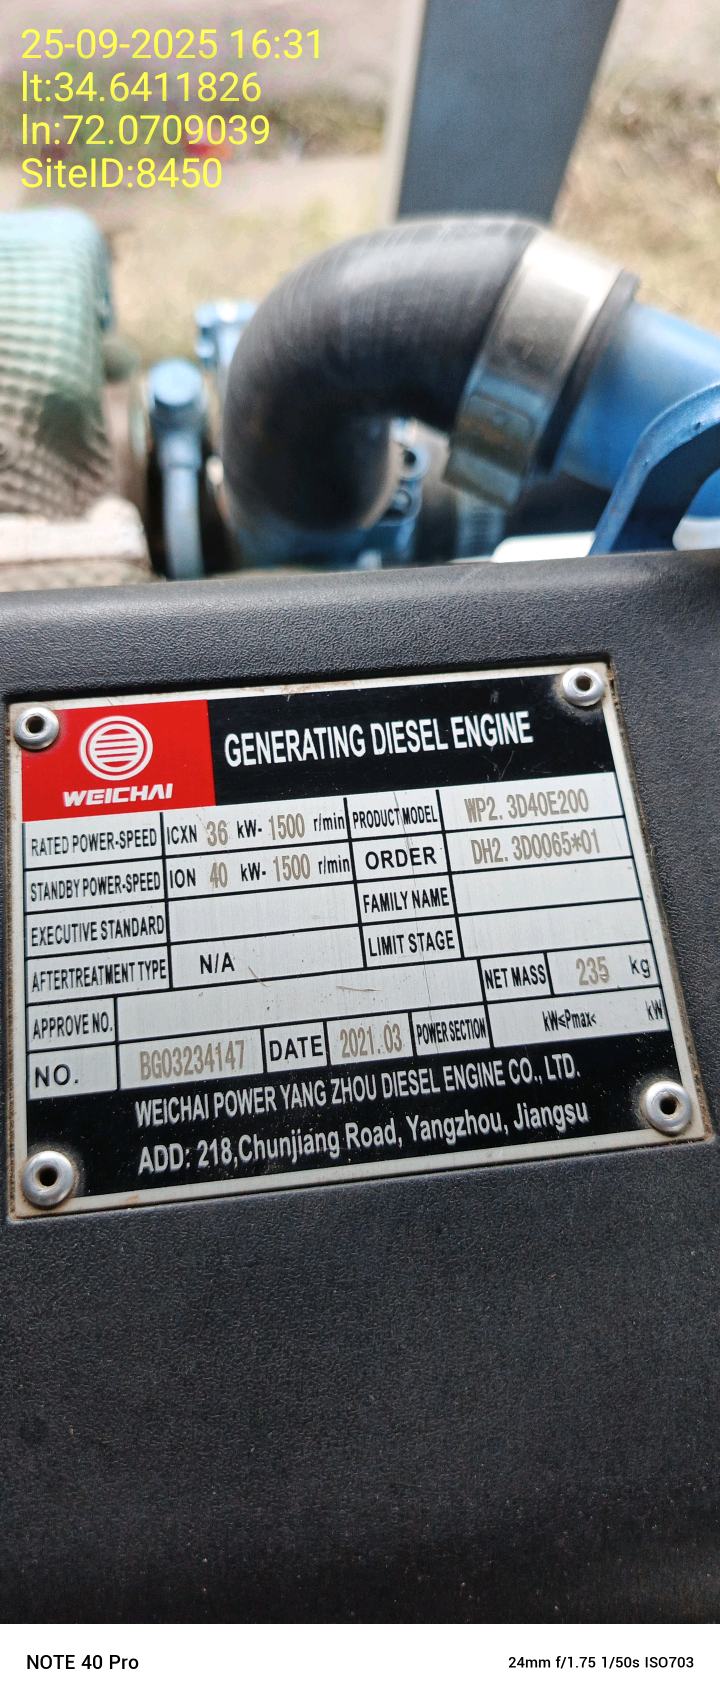 25-09-2025 16:31
lt:34.6411826
ln:72.0709039
SiteID:8450
WEICHAI
GENERATING DIESEL ENGINE
RATED POWER-SPEED ICXN 36 kW- 1500 r/min PRODUCT MODEL WP2. 3D40E200
STANDBY POWER-SPEED ION 40 kW- 1500 r/min ORDER DH2. 3D0065*01
EXECUTIVE STANDARD FAMILY NAME
AFTERTREATMENT TYPE N/A LIMIT STAGE
APPROVE NO. NET MASS 235 kg
NO. BG03234147 DATE 2021.03 POWER SECTION kW≤Pmax< kW
WEICHAI POWER YANG ZHOU DIESEL ENGINE CO., LTD.
ADD: 218,Chunjiang Road, Yangzhou, Jiangsu
NOTE 40 Pro
24mm f/1.75 1/50s ISO703